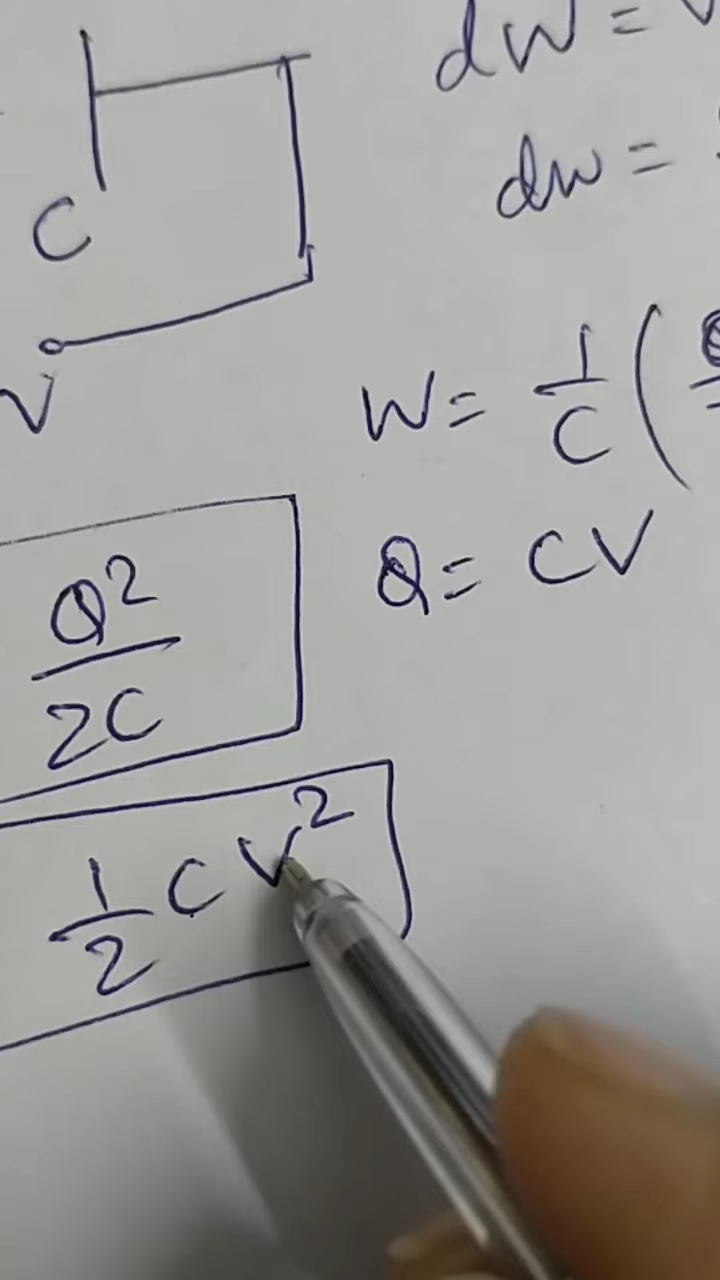 dW =
dw =
C
W = 1/C (
V
Q = CV
Q²/2C
1/2 CV²